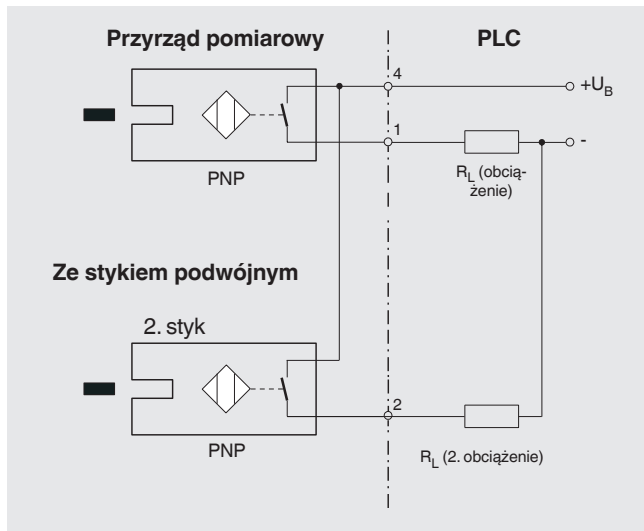 Przyrząd pomiarowy
PLC
4
+U_B
1
-
PNP
R_L (obcią-
żenie)
Ze stykiem podwójnym
2. styk
2
PNP
R_L (2. obciążenie)